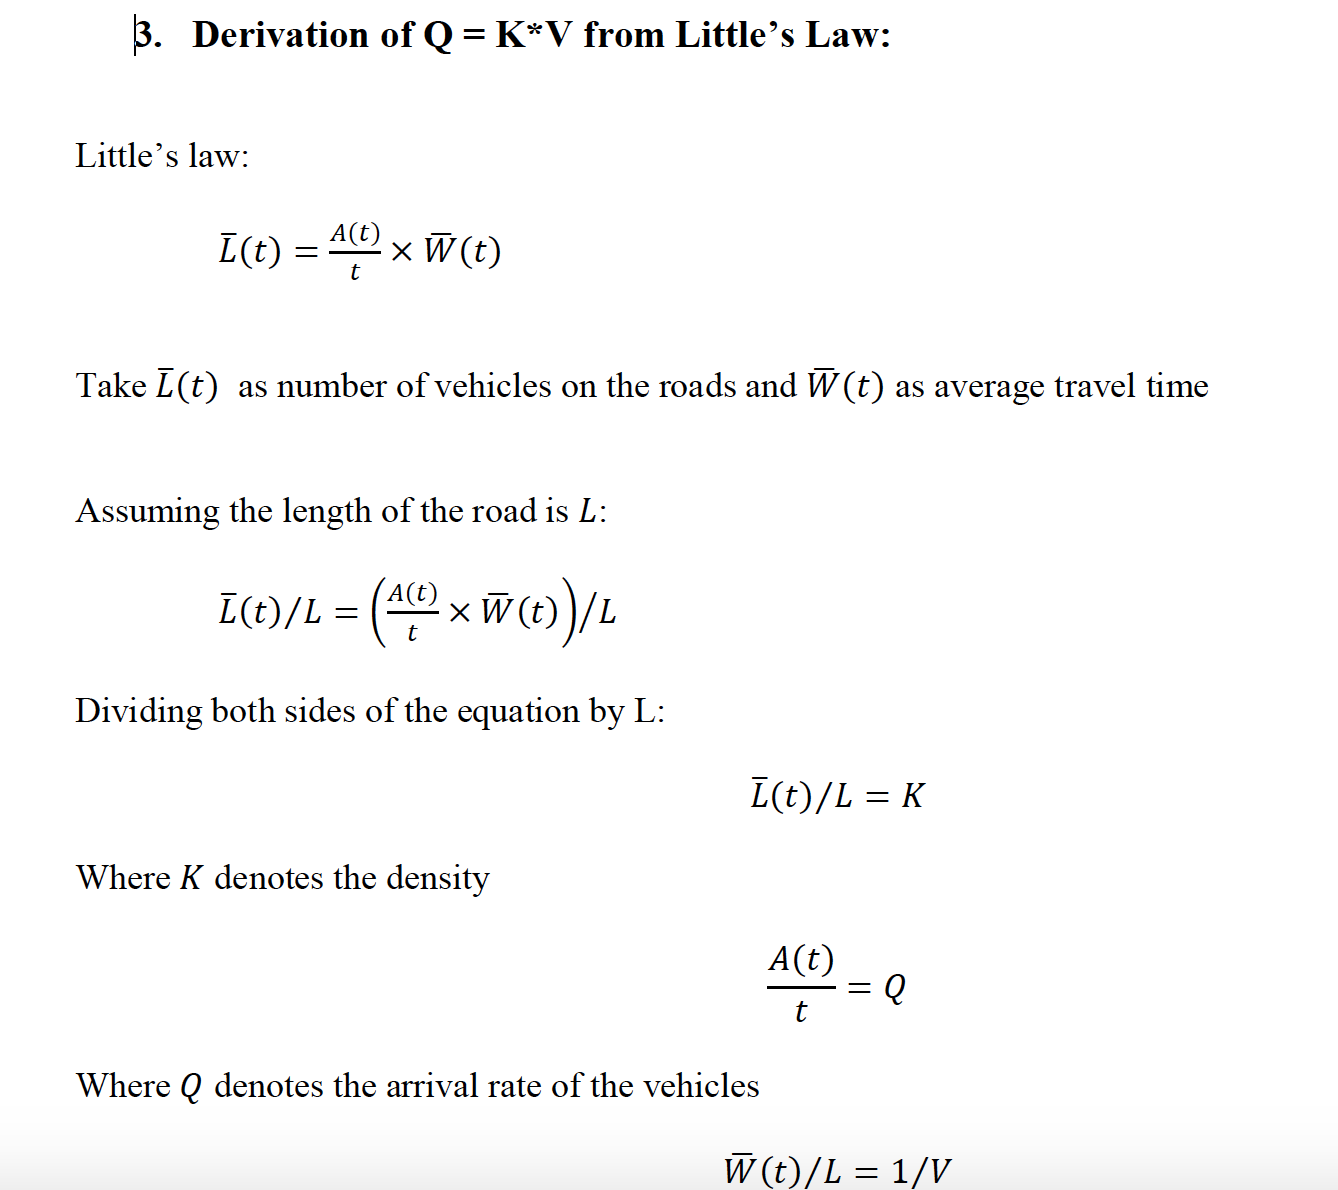 3. Derivation of Q = K*V from Little’s Law:
Little’s law:
L̅(t) = A(t)/t × W̅(t)
Take L̅(t) as number of vehicles on the roads and W̅(t) as average travel time
Assuming the length of the road is L:
L̅(t)/L = (A(t)/t × W̅(t))/L
Dividing both sides of the equation by L:
L̅(t)/L = K
Where K denotes the density
A(t)/t = Q
Where Q denotes the arrival rate of the vehicles
W̅(t)/L = 1/V